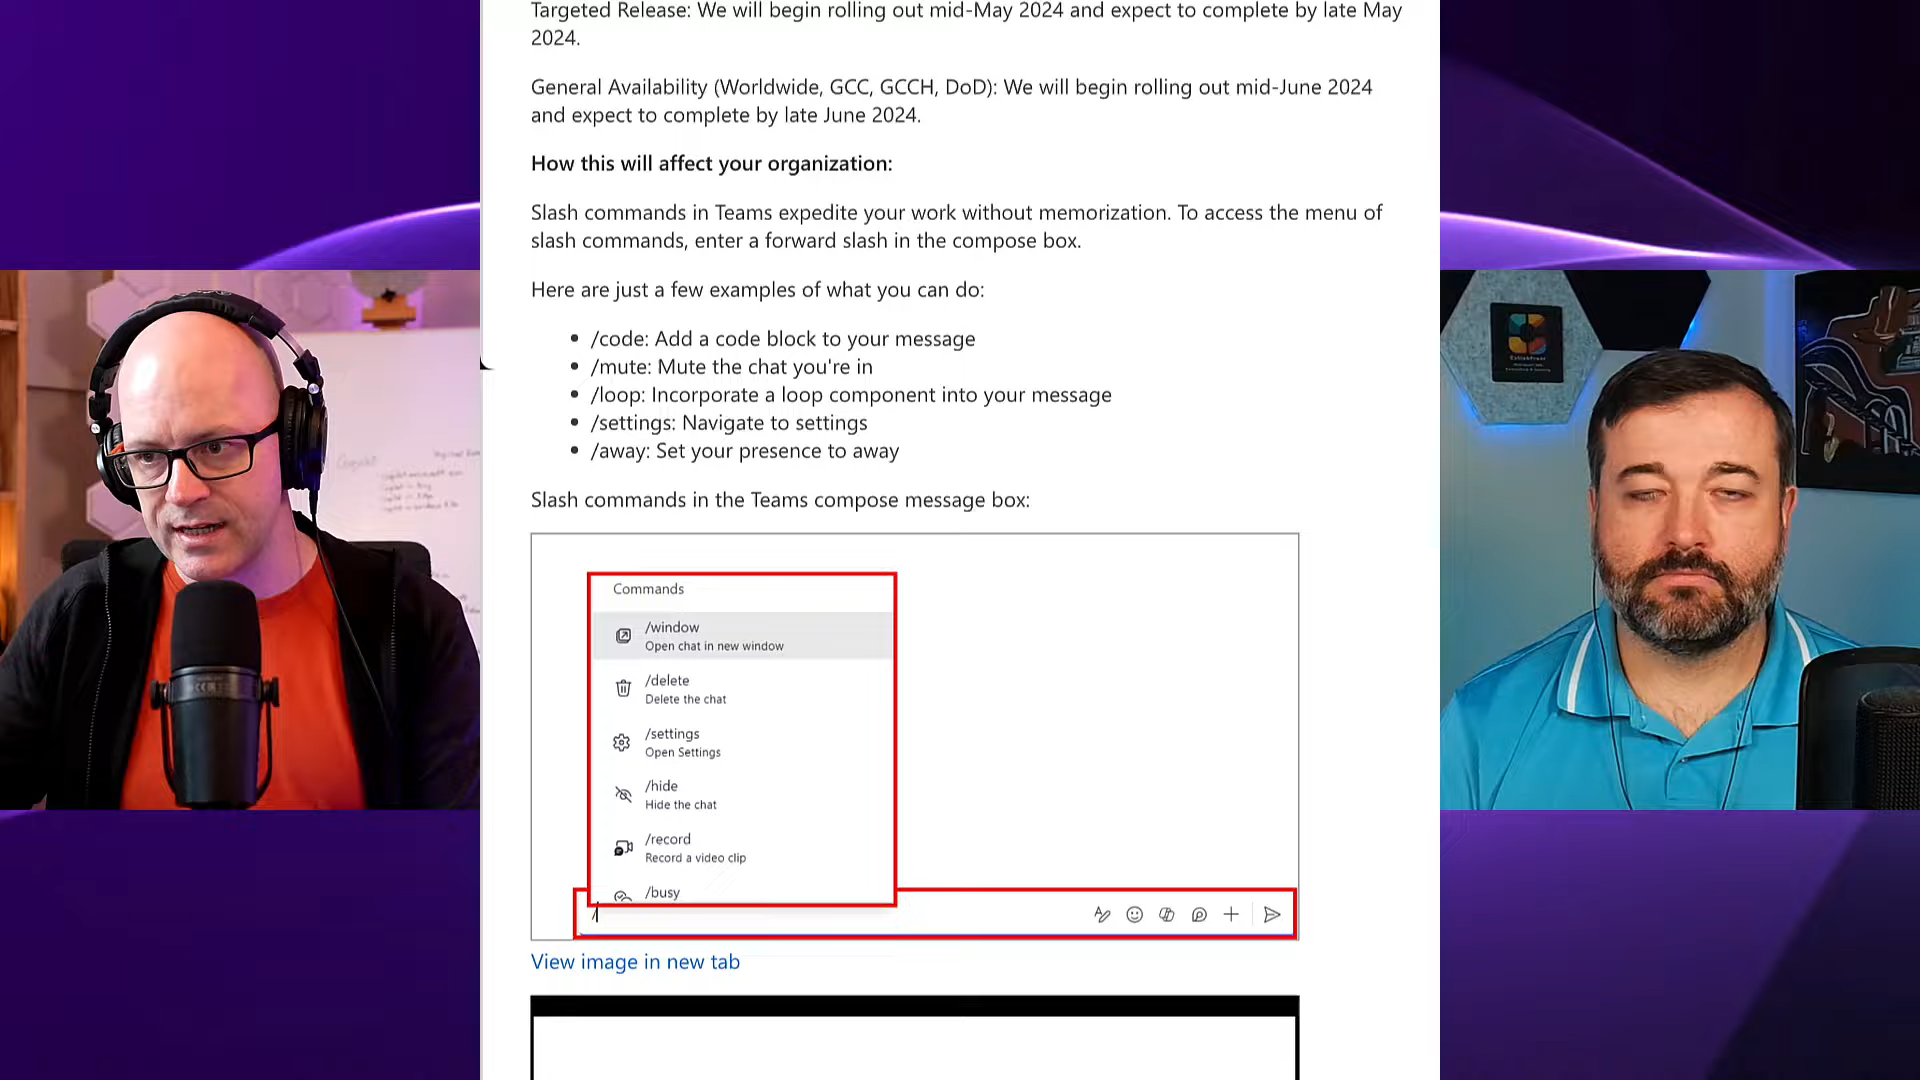 Targeted Release: We will begin rolling out mid-May 2024 and expect to complete by late May
2024.
General Availability (Worldwide, GCC, GCCH, DoD): We will begin rolling out mid-June 2024
and expect to complete by late June 2024.
How this will affect your organization:
Slash commands in Teams expedite your work without memorization. To access the menu of
slash commands, enter a forward slash in the compose box.
Here are just a few examples of what you can do:
• /code: Add a code block to your message
• /mute: Mute the chat you're in
• /loop: Incorporate a loop component into your message
• /settings: Navigate to settings
• /away: Set your presence to away
Slash commands in the Teams compose message box:
Commands
/window
Open chat in new window
/delete
Delete the chat
/settings
Open Settings
/hide
Hide the chat
/record
Record a video clip
/busy
/
View image in new tab